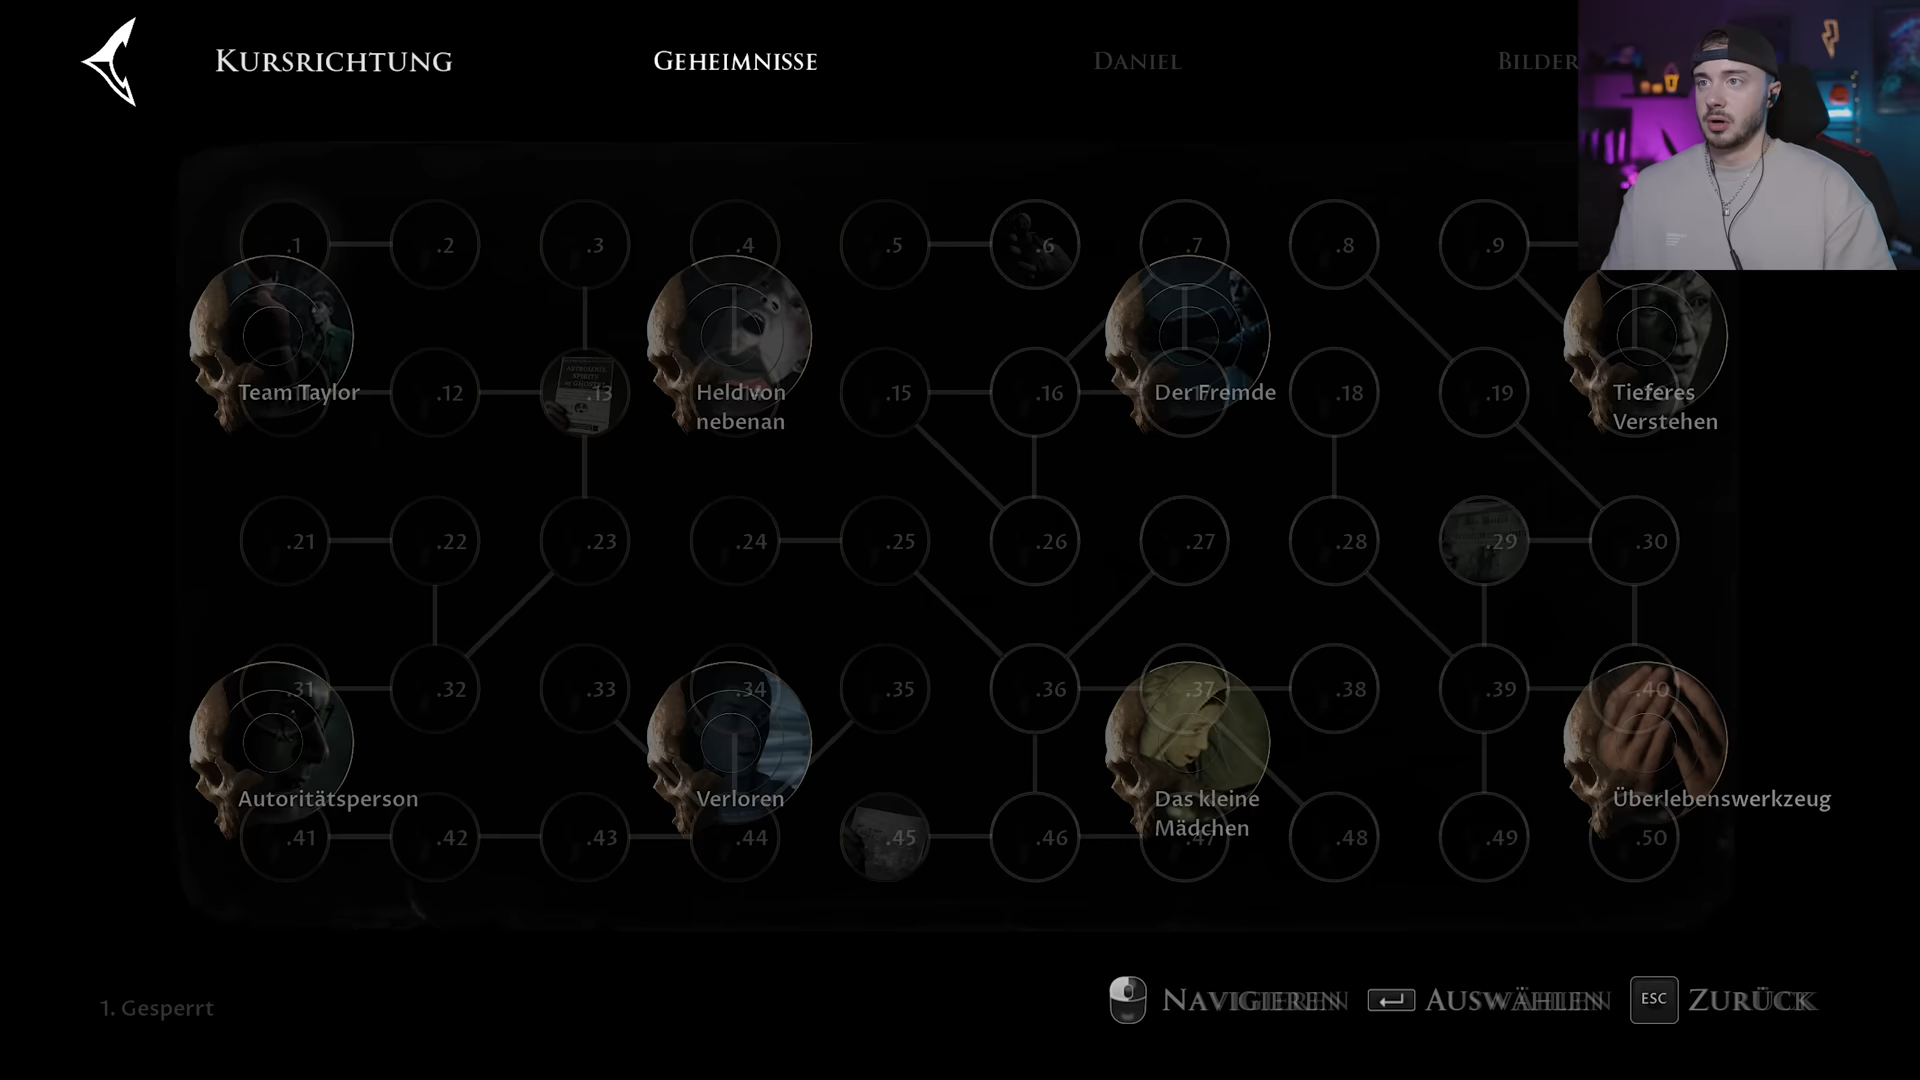 KURSRICHTUNG
GEHEIMNISSE
DANIEL
BILDER
.1
.2
.3
.4
.5
.6
.7
.8
.9
Team Taylor
.12
.13
Held von
nebenan
.15
.16
Der Fremde
.18
.19
Tieferes
Verstehen
.21
.22
.23
.24
.25
.26
.27
.28
.29
.30
.31
.32
.33
.34
.35
.36
.37
.38
.39
.40
Autoritätsperson
Verloren
Das kleine
Mädchen
Überlebenswerkzeug
.41
.42
.43
.44
.45
.46
.47
.48
.49
.50
1. Gesperrt
NAVIGIEREN
AUSWÄHLEN
ESC
ZURÜCK